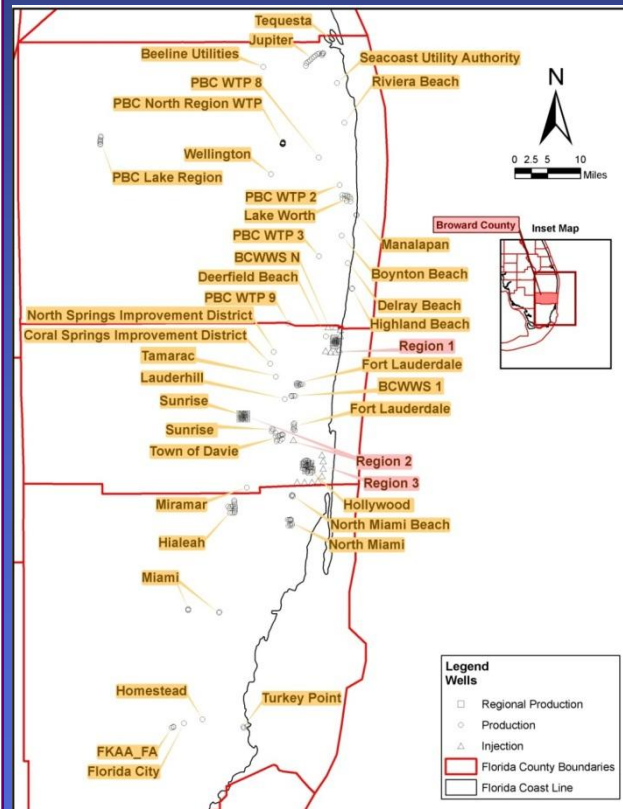 Tequesta
Jupiter
Beeline Utilities
Seacoast Utility Authority
PBC WTP 8
Riviera Beach
PBC North Region WTP
N
0 2.5 5 10
Miles
Wellington
PBC Lake Region
PBC WTP 2
Lake Worth
Broward County
Inset Map
PBC WTP 3
Manalapan
BCWWS N
Boynton Beach
Deerfield Beach
Delray Beach
PBC WTP 9
North Springs Improvement District
Highland Beach
Coral Springs Improvement District
Region 1
Tamarac
Fort Lauderdale
Lauderhill
BCWWS 1
Sunrise
Fort Lauderdale
Sunrise
Town of Davie
Region 2
Region 3
Miramar
Hollywood
North Miami Beach
Hialeah
North Miami
Miami
Homestead
Turkey Point
FKAA_FA
Florida City
Legend
Wells
Regional Production
Production
Injection
Florida County Boundaries
Florida Coast Line